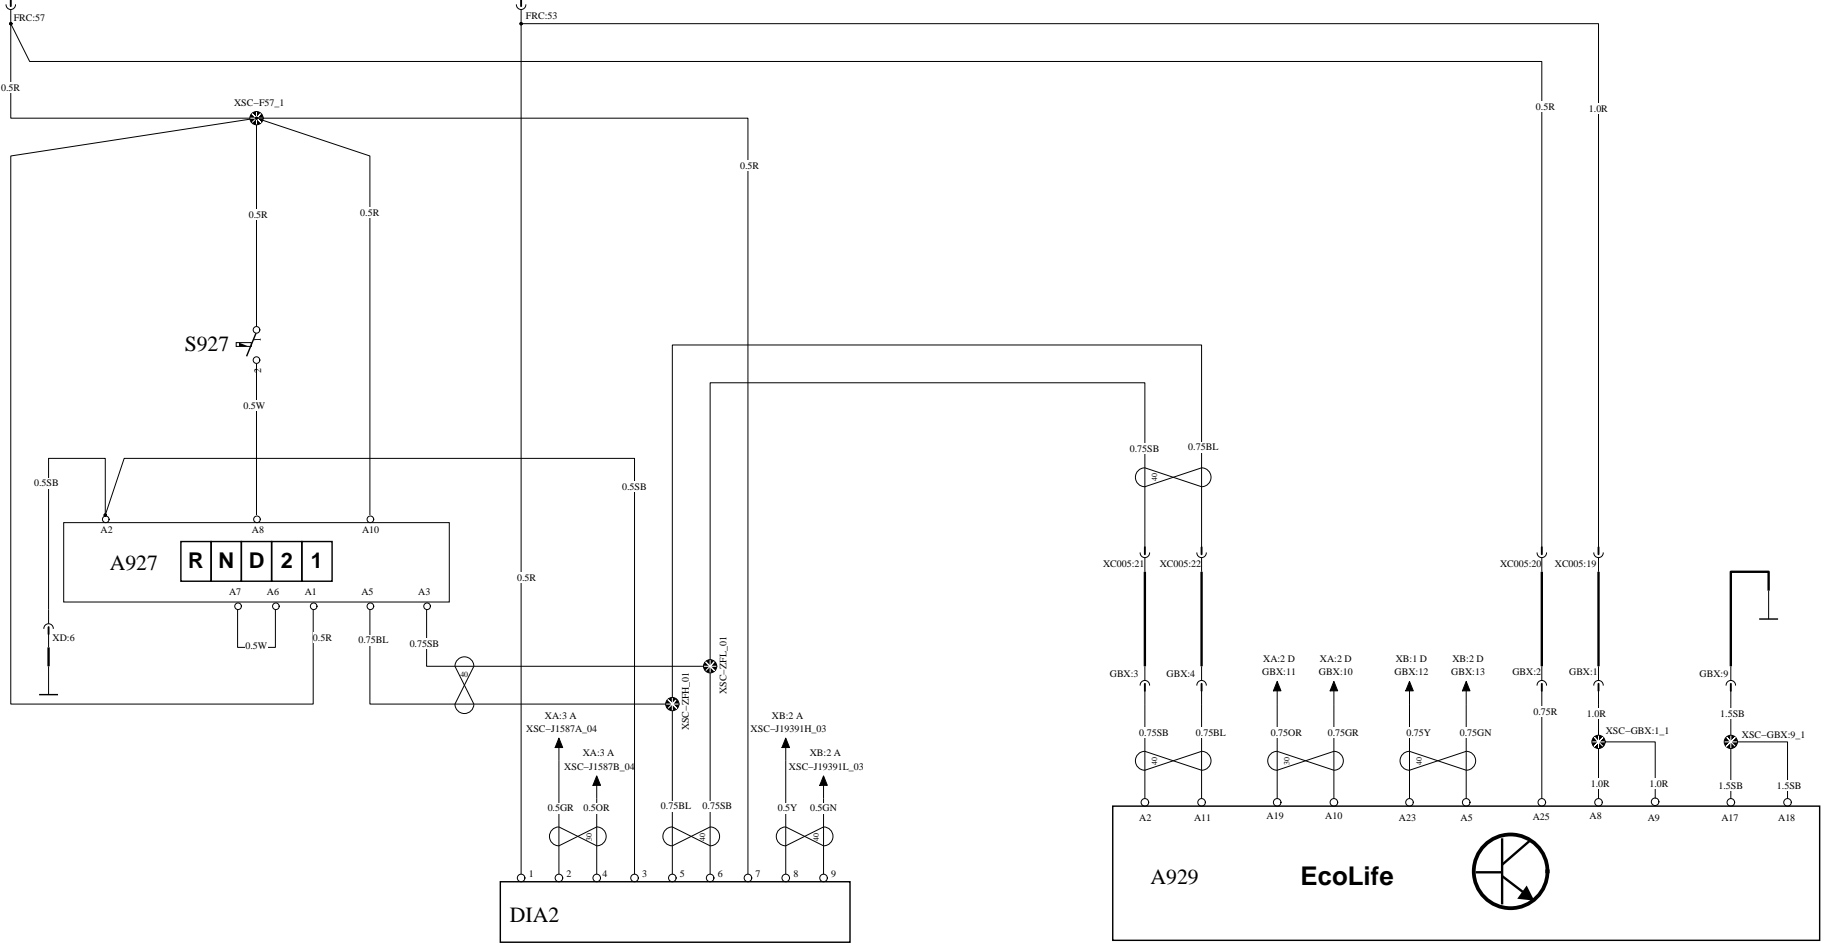 FRC:57
FRC:53
0.5R
XSC–F57_1
0.5R
1.0R
0.5R
0.5R
0.5R
S927
2
0.5W
0.75SB
0.75BL
40
0.5SB
0.5SB
A2
A8
A10
A927
R N D 2 1
XC005:21
XC005:22
XC005:20
XC005:19
0.5R
A7
A6
A1
A5
A3
XD:6
0.5W
0.5R
0.75BL
0.75SB
40
XSC–ZFL_01
XSC–ZFH_01
GBX:3
GBX:4
XA:2 D
GBX:11
XA:2 D
GBX:10
XB:1 D
GBX:12
XB:2 D
GBX:13
GBX:2
GBX:1
GBX:9
0.75R
1.0R
1.5SB
XA:3 A
XSC–J1587A_04
XA:3 A
XSC–J1587B_04
XB:2 A
XSC–J19391H_03
XB:2 A
XSC–J19391L_03
0.75SB
0.75BL
0.75OR
0.75GR
0.75Y
0.75GN
XSC–GBX:1_1
XSC–GBX:9_1
40
30
40
1.0R
1.0R
1.5SB
1.5SB
0.5GR
0.5OR
0.75BL
0.75SB
0.5Y
0.5GN
30
40
40
A2
A11
A19
A10
A23
A5
A25
A8
A9
A17
A18
1
2
4
3
5
6
7
8
9
DIA2
A929
EcoLife